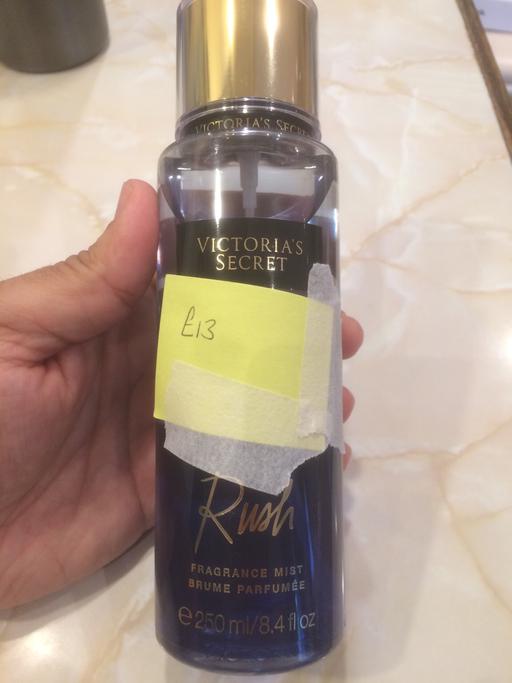 VICTORIA'S SECRET
VICTORIA'S
SECRET
£13
Rush
FRAGRANCE MIST
BRUME PARFUMÉE
℮ 250 ml/8.4 fl oz